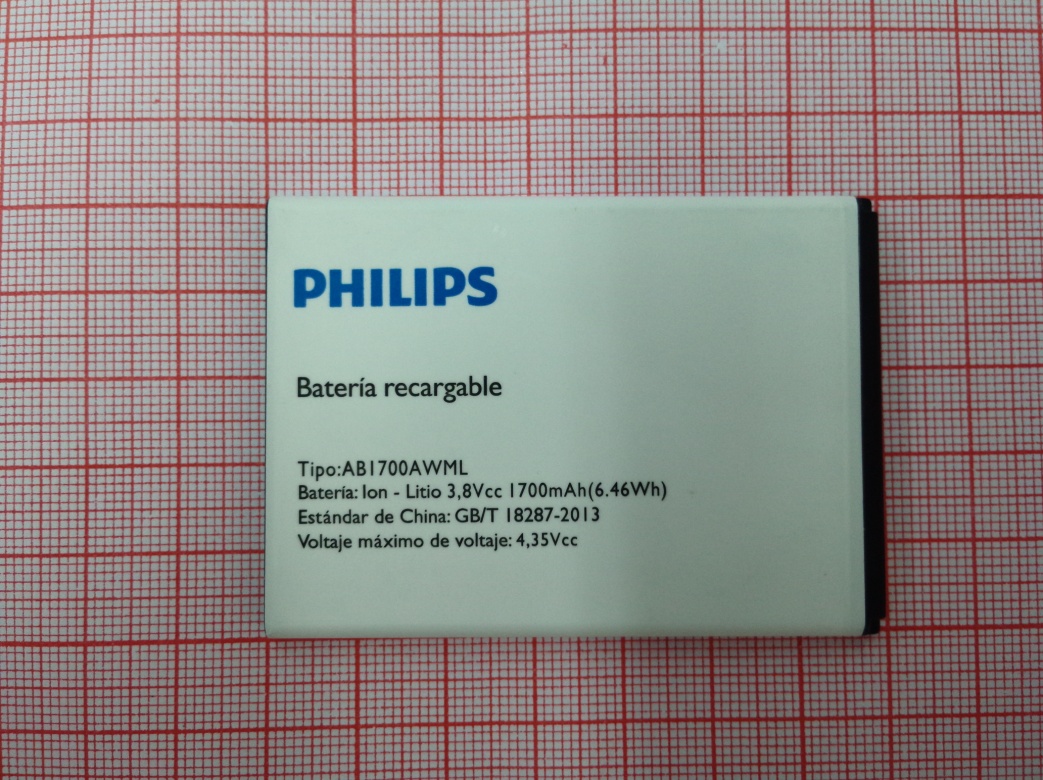 PHILIPS
Batería recargable
Tipo:AB1700AWML
Batería: Ion - Litio 3,8Vcc 1700mAh(6.46Wh)
Estándar de China: GB/T 18287-2013
Voltaje máximo de voltaje: 4,35Vcc